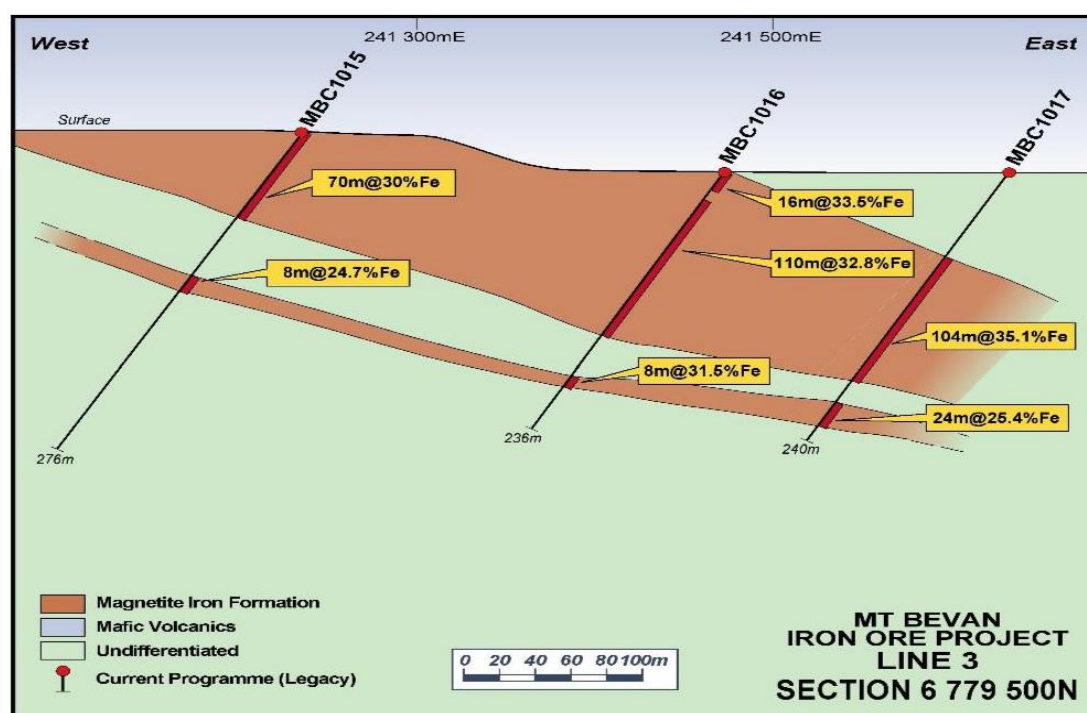 241 300mE
241 500mE
West
East
MBC1015
MBC1016
MBC1017
Surface
70m@30%Fe
16m@33.5%Fe
110m@32.8%Fe
8m@24.7%Fe
104m@35.1%Fe
8m@31.5%Fe
24m@25.4%Fe
276m
236m
240m
Magnetite Iron Formation
Mafic Volcanics
Undifferentiated
Current Programme (Legacy)
0 20 40 60 80 100m
MT BEVAN
IRON ORE PROJECT
LINE 3
SECTION 6 779 500N